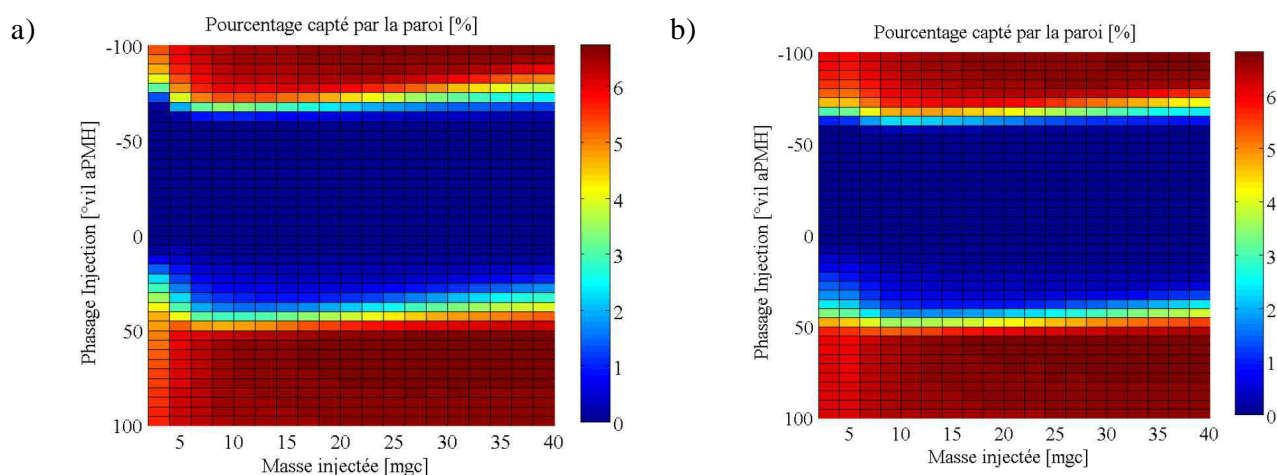 a)
Pourcentage capté par la paroi [%]
Phasage Injection [°vil aPMH]
-100
-50
0
50
100
5 10 15 20 25 30 35 40
Masse injectée [mgc]
6
5
4
3
2
1
0
b)
Pourcentage capté par la paroi [%]
Phasage Injection [°vil aPMH]
-100
-50
0
50
100
5 10 15 20 25 30 35 40
Masse injectée [mgc]
6
5
4
3
2
1
0